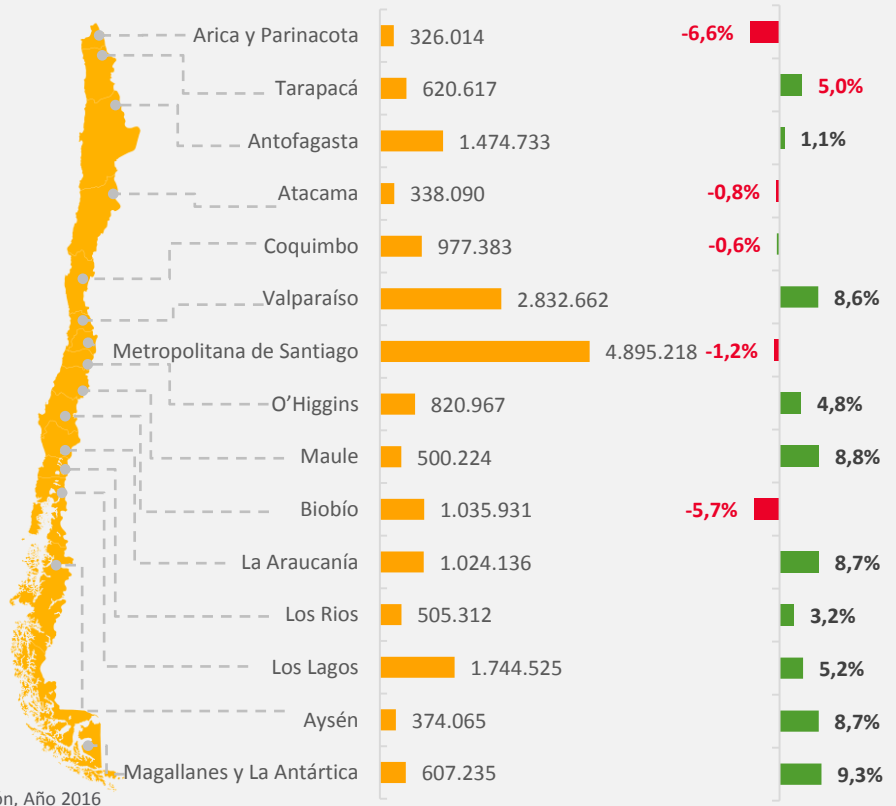 Arica y Parinacota 326.014 -6,6%
Tarapacá 620.617 5,0%
Antofagasta 1.474.733 1,1%
Atacama 338.090 -0,8%
Coquimbo 977.383 -0,6%
Valparaíso 2.832.662 8,6%
Metropolitana de Santiago 4.895.218 -1,2%
O’Higgins 820.967 4,8%
Maule 500.224 8,8%
Biobío 1.035.931 -5,7%
La Araucanía 1.024.136 8,7%
Los Rios 505.312 3,2%
Los Lagos 1.744.525 5,2%
Aysén 374.065 8,7%
Magallanes y La Antártica 607.235 9,3%
ón, Año 2016